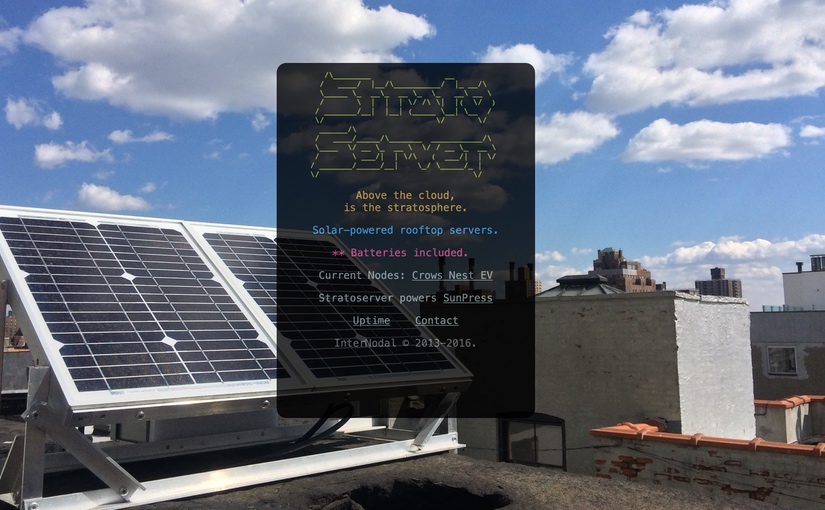 Strato
Server
Above the cloud,
is the stratosphere.
Solar-powered rooftop servers.
** Batteries included.
Current Nodes: Crows Nest EV
Stratoserver powers SunPress
Uptime Contact
InterNodal © 2013-2016.